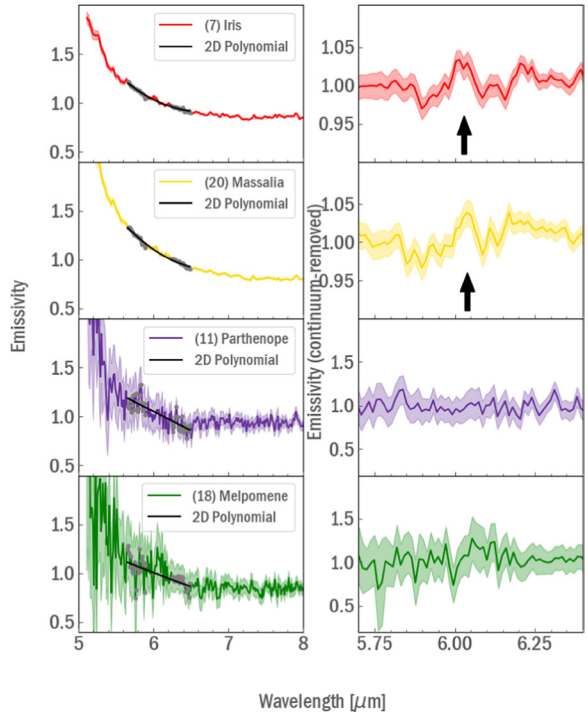 (7) Iris
2D Polynomial
1.5
1.0
0.5
1.05
1.00
0.95
(20) Massalia
2D Polynomial
1.5
1.0
0.5
1.05
1.00
0.95
(11) Parthenope
2D Polynomial
1.5
1.0
0.5
1.5
1.0
0.5
(18) Melpomene
2D Polynomial
1.5
1.0
0.5
1.5
1.0
0.5
5 6 7 8
5.75 6.00 6.25
Emissivity
Emissivity (continuum-removed)
Wavelength [μm]